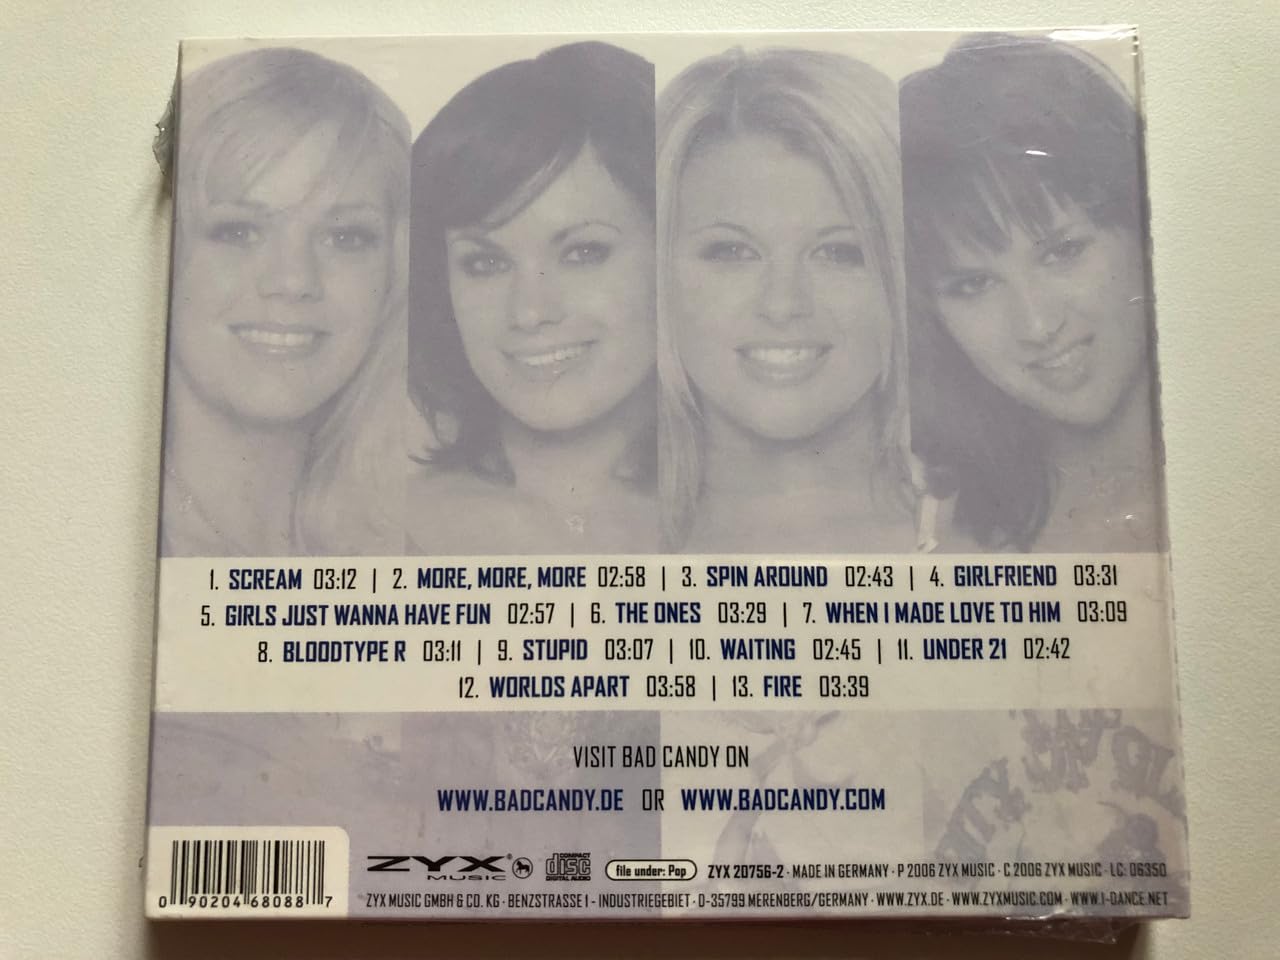 1. SCREAM 03:12 | 2. MORE, MORE, MORE 02:58 | 3. SPIN AROUND 02:43 | 4. GIRLFRIEND 03:31
5. GIRLS JUST WANNA HAVE FUN 02:57 | 6. THE ONES 03:29 | 7. WHEN I MADE LOVE TO HIM 03:09
8. BLOODTYPE R 03:11 | 9. STUPID 03:07 | 10. WAITING 02:45 | 11. UNDER 21 02:42
12. WORLDS APART 03:58 | 13. FIRE 03:39
VISIT BAD CANDY ON
WWW.BADCANDY.DE OR WWW.BADCANDY.COM
ZYX® MUSIC COMPACT disc DIGITAL AUDIO file under: Pop ZYX 20756-2 · MADE IN GERMANY · P 2006 ZYX MUSIC · C 2006 ZYX MUSIC · LC: 06350
0 90204 68088 7 ZYX MUSIC GMBH & CO. KG · BENZSTRASSE 1 - INDUSTRIEGEBIET · D-35799 MERENBERG/GERMANY · WWW.ZYX.DE · WWW.ZYXMUSIC.COM · WWW.I-DANCE.NET